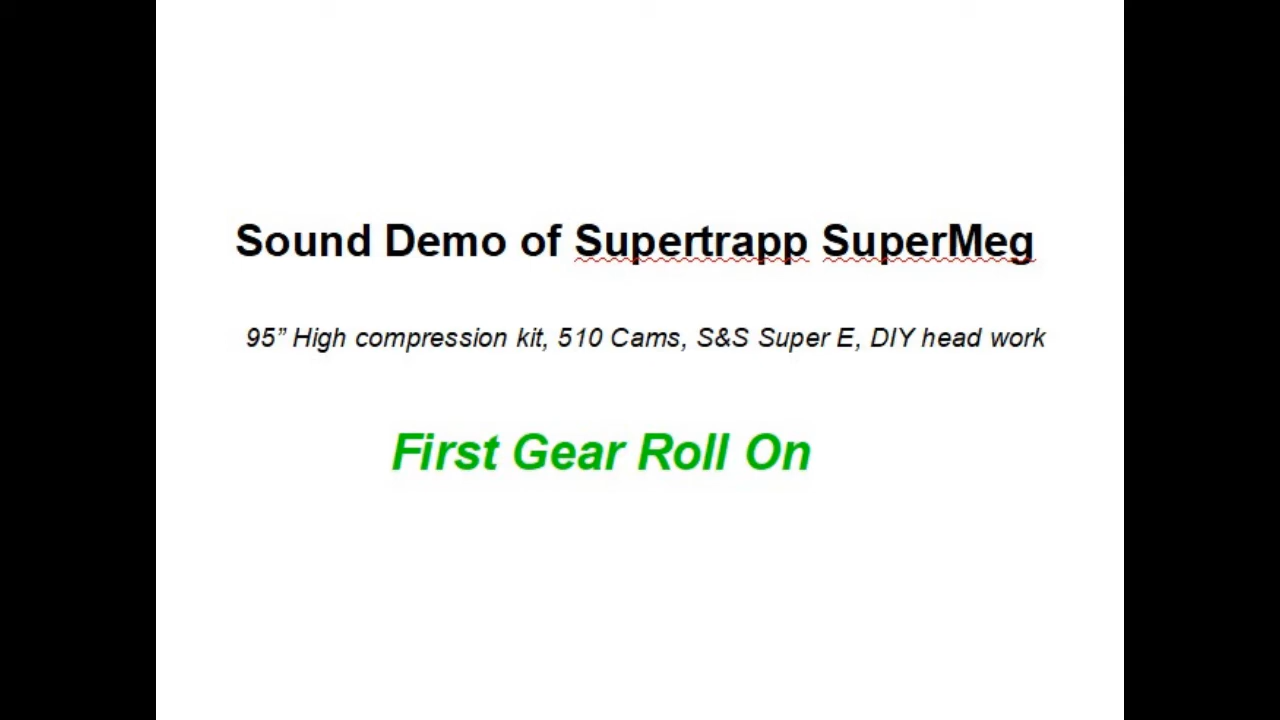 Sound Demo of Supertrapp SuperMeg
95” High compression kit, 510 Cams, S&S Super E, DIY head work
First Gear Roll On